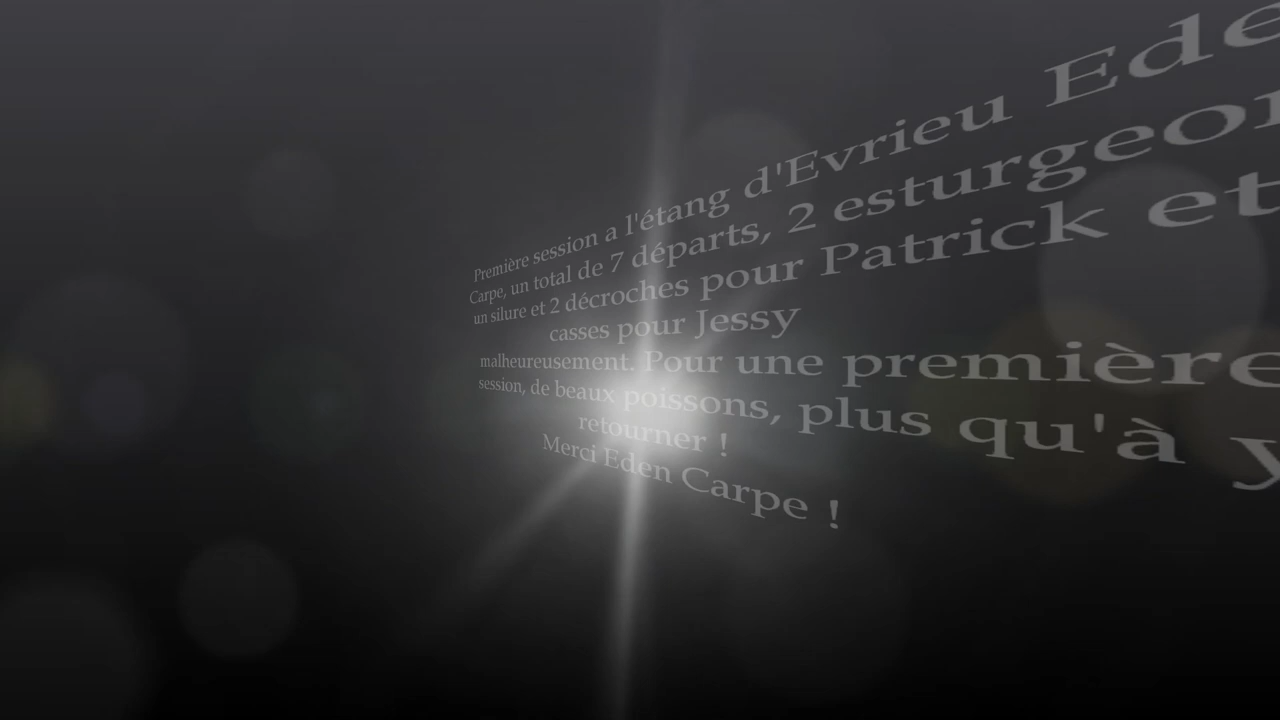 Première session a l'étang d'Evrieu Ede
Carpe, un total de 7 départs, 2 esturgeo
un silure et 2 décroches pour Patrick et
casses pour Jessy
malheureusement. Pour une première
session, de beaux poissons, plus qu'à y
retourner !
Merci Eden Carpe !